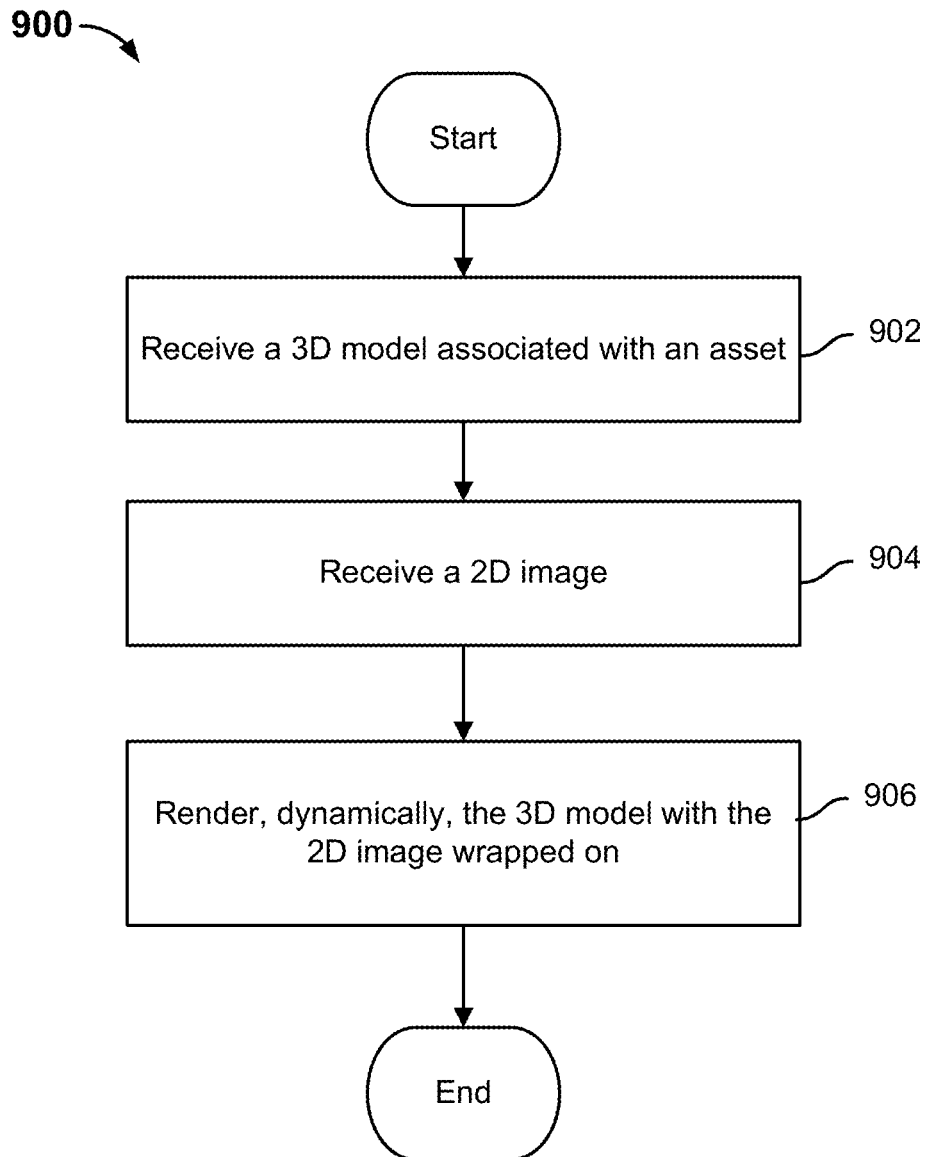 900
Start
Receive a 3D model associated with an asset
902
Receive a 2D image
904
Render, dynamically, the 3D model with the
2D image wrapped on
906
End